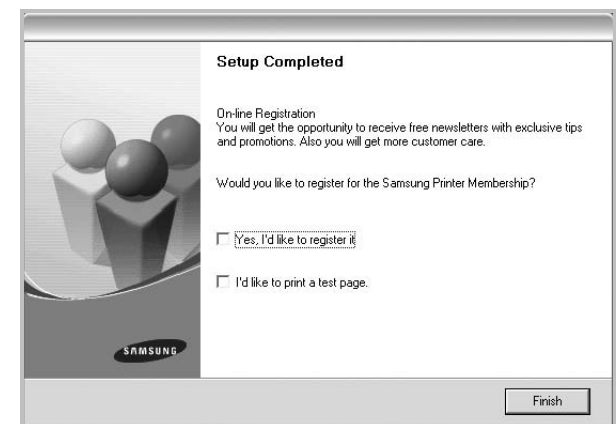 Setup Completed
On-line Registration
You will get the opportunity to receive free newsletters with exclusive tips
and promotions. Also you will get more customer care.
Would you like to register for the Samsung Printer Membership?
Yes, I'd like to register it
I'd like to print a test page.
SAMSUNG
Finish